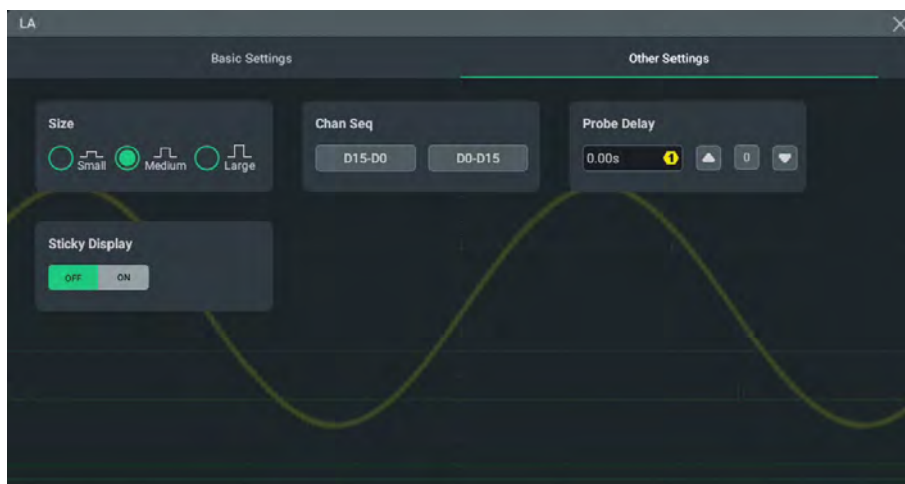 LA
Basic Settings
Other Settings
Size
Small
Medium
Large
Chan Seq
D15-D0
D0-D15
Probe Delay
0.00s
1
0
Sticky Display
OFF
ON